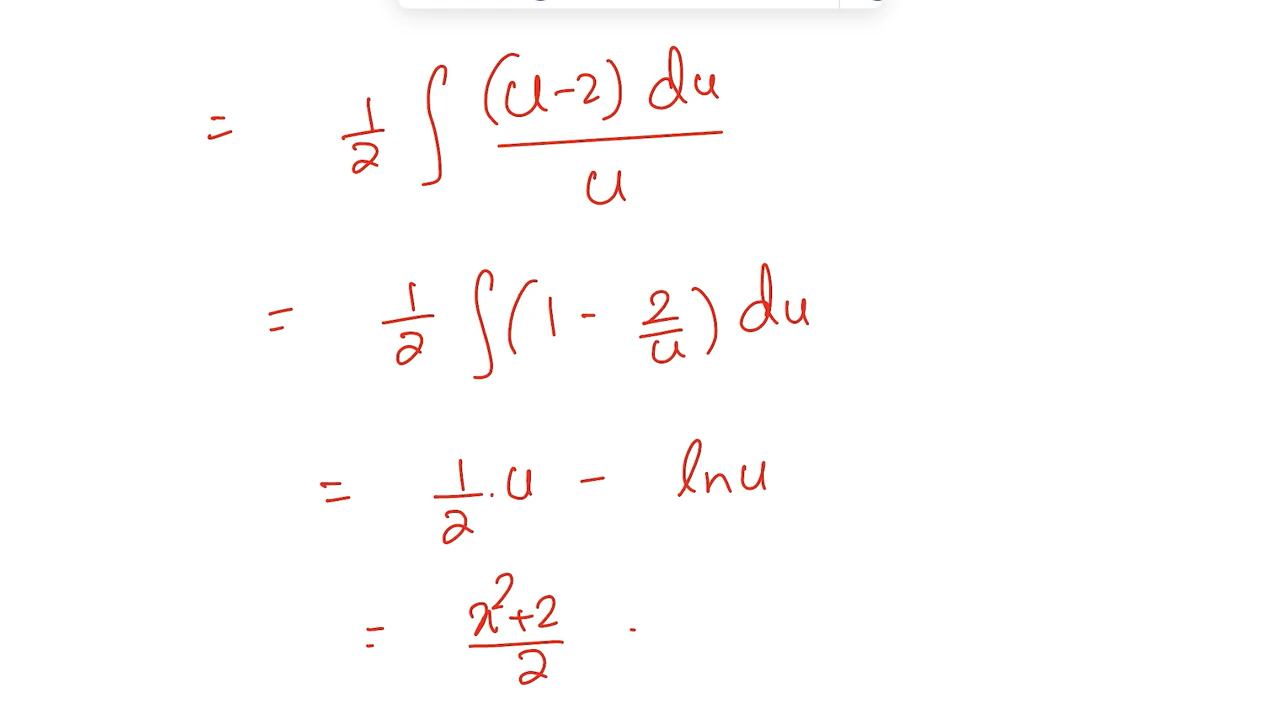 = 1/2 ∫ (u-2) du / u
= 1/2 ∫ (1 - 2/u) du
= 1/2 . u - ln u
= x²+2 / 2 -